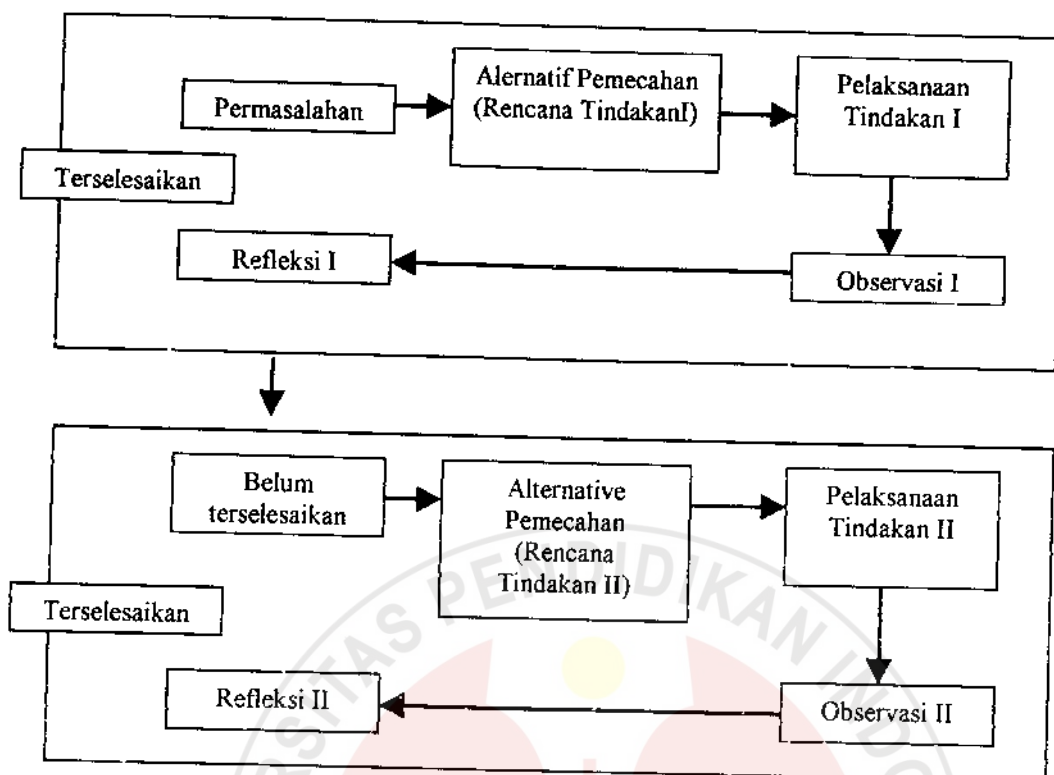 Permasalahan
Alernatif Pemecahan
(Rencana TindakanI)
Pelaksanaan
Tindakan I
Terselesaikan
Refleksi I
Observasi I
Belum
terselesaikan
Alternative
Pemecahan
(Rencana
Tindakan II)
Pelaksanaan
Tindakan II
Terselesaikan
Refleksi II
Observasi II